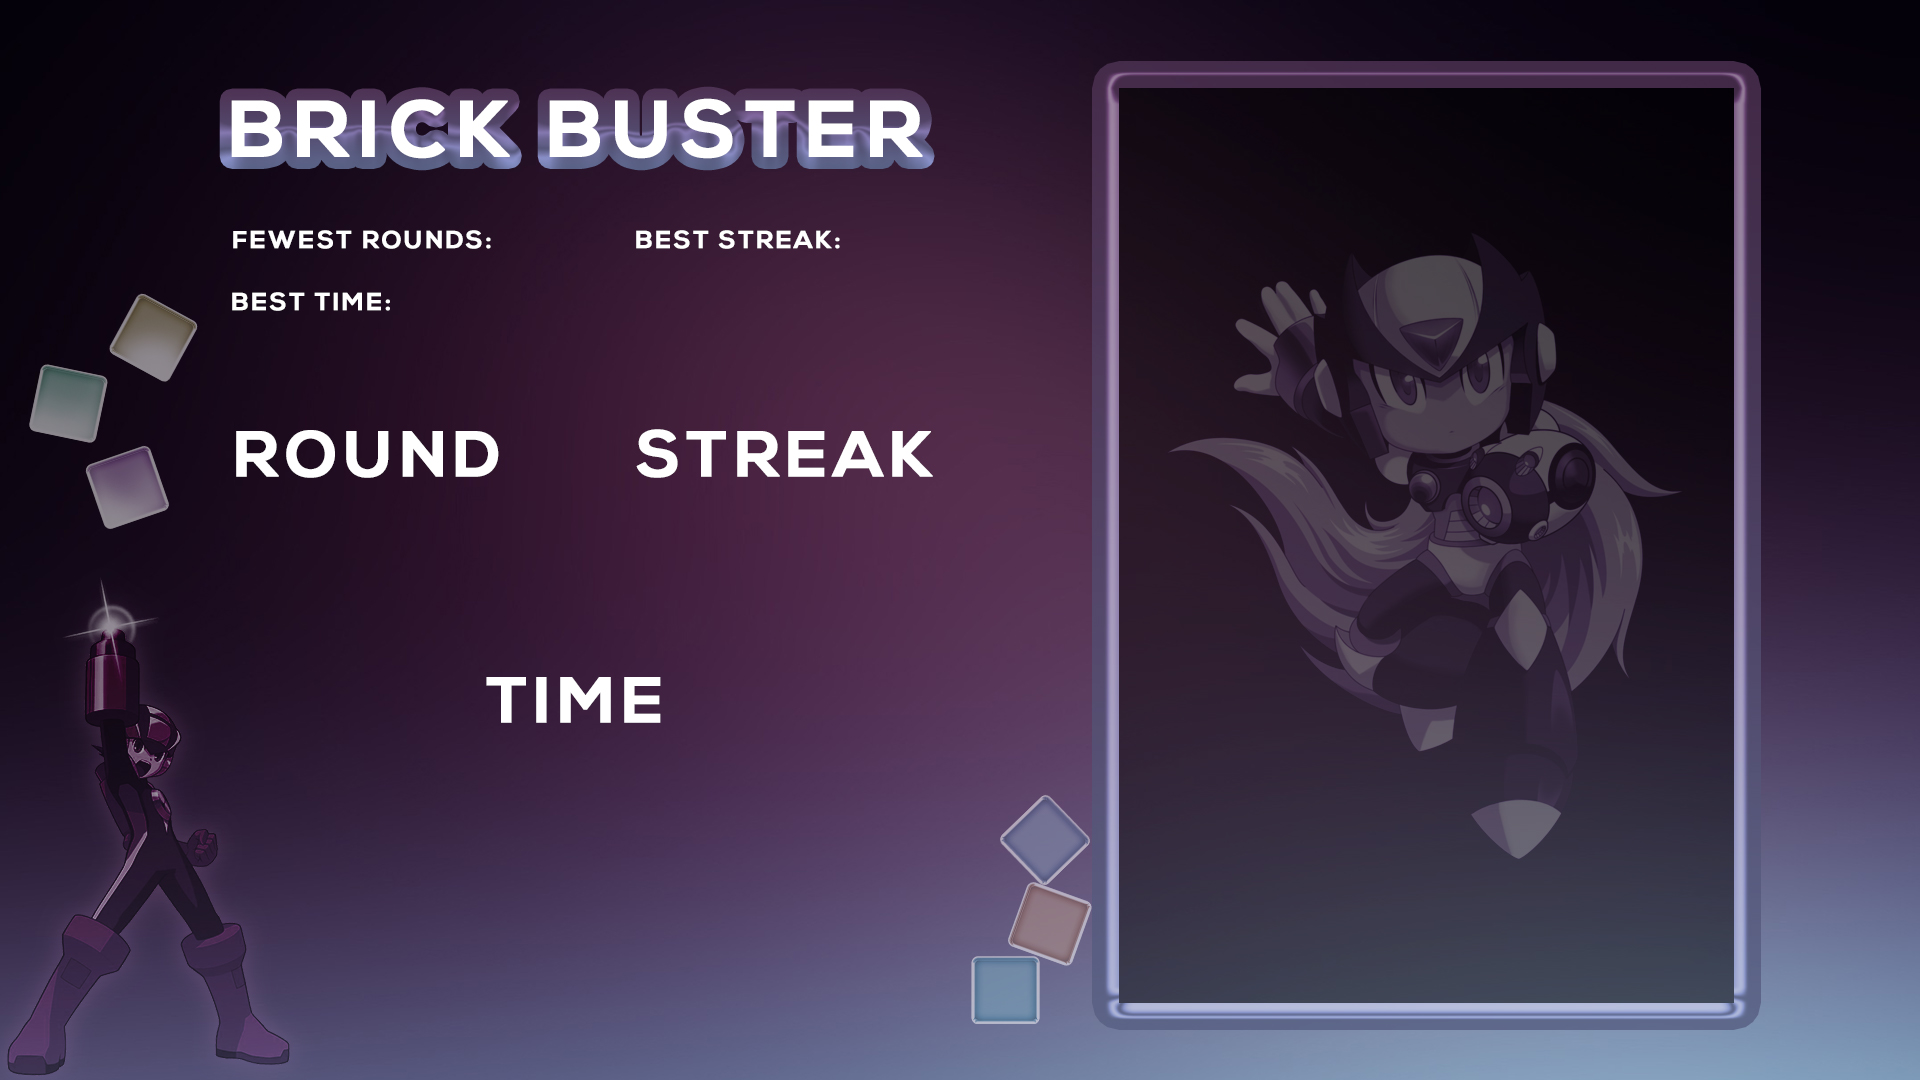 BRICK BUSTER
FEWEST ROUNDS:
BEST STREAK:
BEST TIME:
ROUND
STREAK
TIME